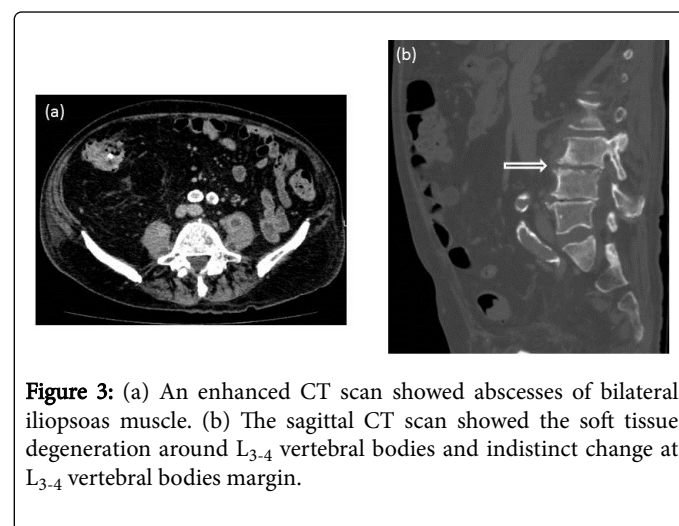 (a)
(b)
Figure 3: (a) An enhanced CT scan showed abscesses of bilateral
iliopsoas muscle. (b) The sagittal CT scan showed the soft tissue
degeneration around L3-4 vertebral bodies and indistinct change at
L3-4 vertebral bodies margin.